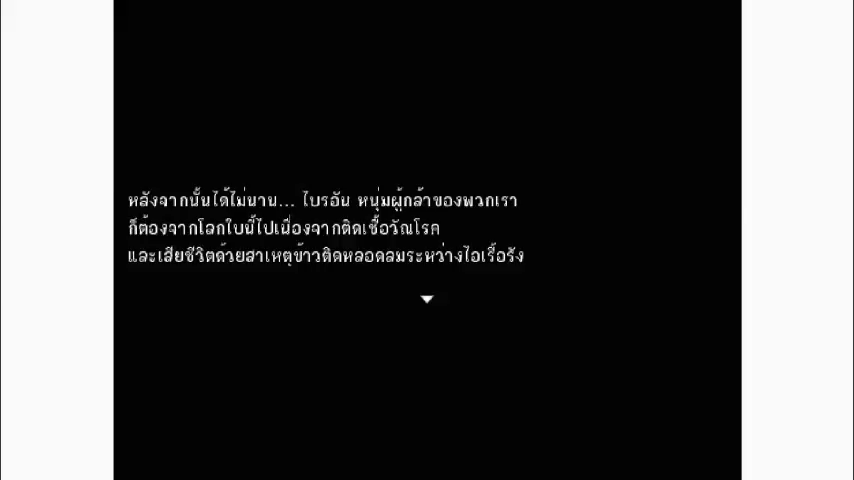 หลังจากนั้นได้ไม่นาน... ไบรอัน หนุ่มผู้กล้าของพวกเรา
ก็ต้องจากโลกใบนี้ไปเนื่องจากติดเชื้อวัณโรค
และเสียชีวิตด้วยสาเหตุข้าวติดหลอดลมระหว่างไอเรื้อรัง